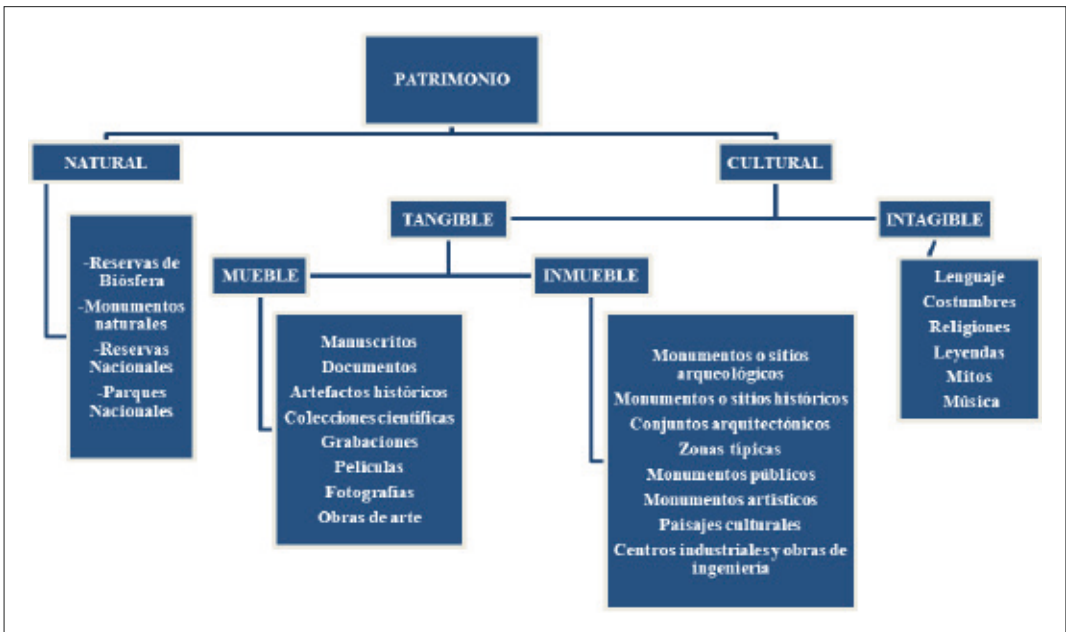 PATRIMONIO
NATURAL
CULTURAL
TANGIBLE
INTAGIBLE
MUEBLE
INMUEBLE
-Reservas de
Biósfera
-Monumentos
naturales
-Reservas
Nacionales
-Parques
Nacionales
Manuscritos
Documentos
Artefactos históricos
Colecciones científicas
Grabaciones
Películas
Fotografías
Obras de arte
Monumentos o sitios
arqueológicos
Monumentos o sitios históricos
Conjuntos arquitectónicos
Zonas típicas
Monumentos públicos
Monumentos artísticos
Paisajes culturales
Centros industriales y obras de
ingeniería
Lenguaje
Costumbres
Religiones
Leyendas
Mitos
Música